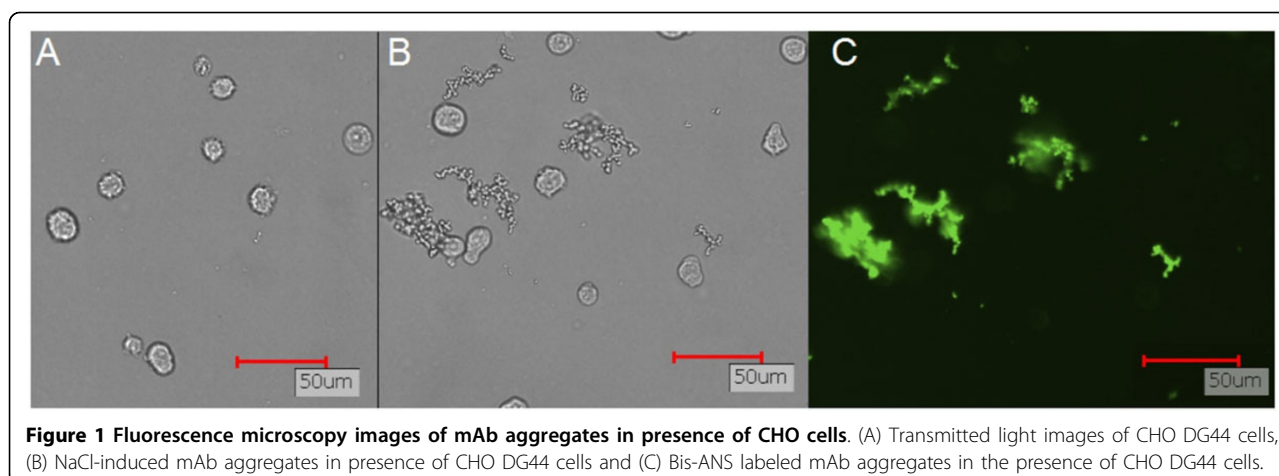 A
B
C
50um
50um
50um
Figure 1 Fluorescence microscopy images of mAb aggregates in presence of CHO cells. (A) Transmitted light images of CHO DG44 cells,
(B) NaCl-induced mAb aggregates in presence of CHO DG44 cells and (C) Bis-ANS labeled mAb aggregates in the presence of CHO DG44 cells.